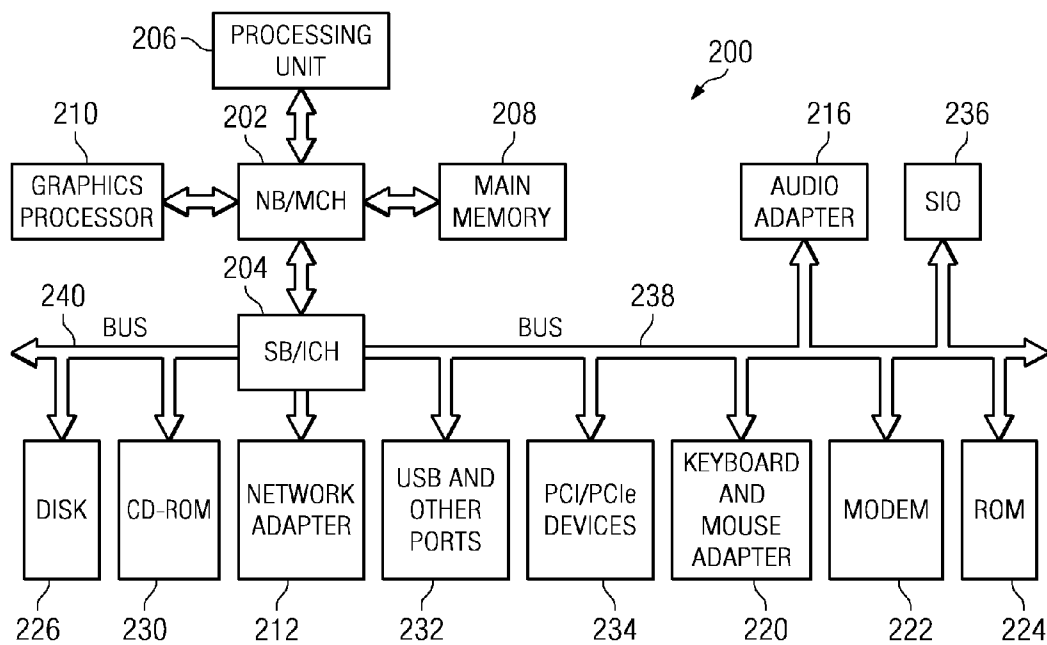 206
PROCESSING
UNIT
200
210
202
208
216
236
GRAPHICS
PROCESSOR
NB/MCH
MAIN
MEMORY
AUDIO
ADAPTER
SIO
204
240
BUS
SB/ICH
BUS
238
DISK
CD-ROM
NETWORK
ADAPTER
USB AND
OTHER
PORTS
PCI/PCIe
DEVICES
KEYBOARD
AND
MOUSE
ADAPTER
MODEM
ROM
226
230
212
232
234
220
222
224